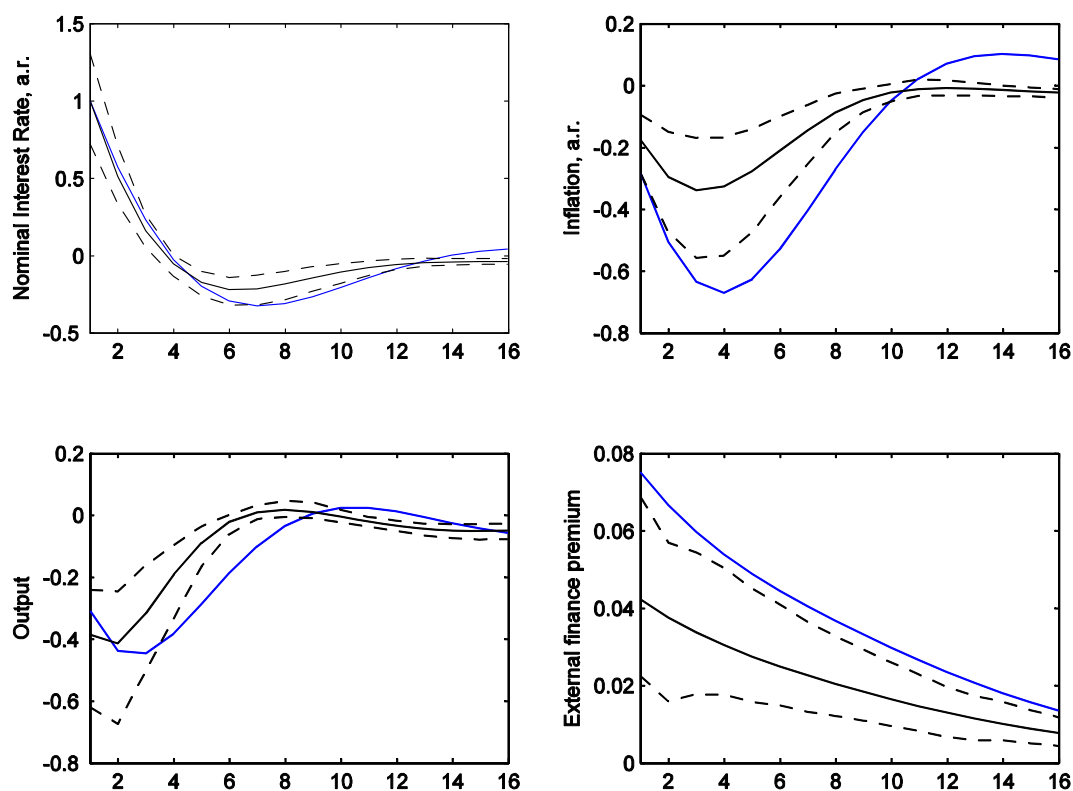 Nominal Interest Rate, a.r.
1.5
1
0.5
0
-0.5
2 4 6 8 10 12 14 16
Inflation, a.r.
0.2
0
-0.2
-0.4
-0.6
-0.8
2 4 6 8 10 12 14 16
Output
0.2
0
-0.2
-0.4
-0.6
-0.8
2 4 6 8 10 12 14 16
External finance premium
0.08
0.06
0.04
0.02
0
2 4 6 8 10 12 14 16